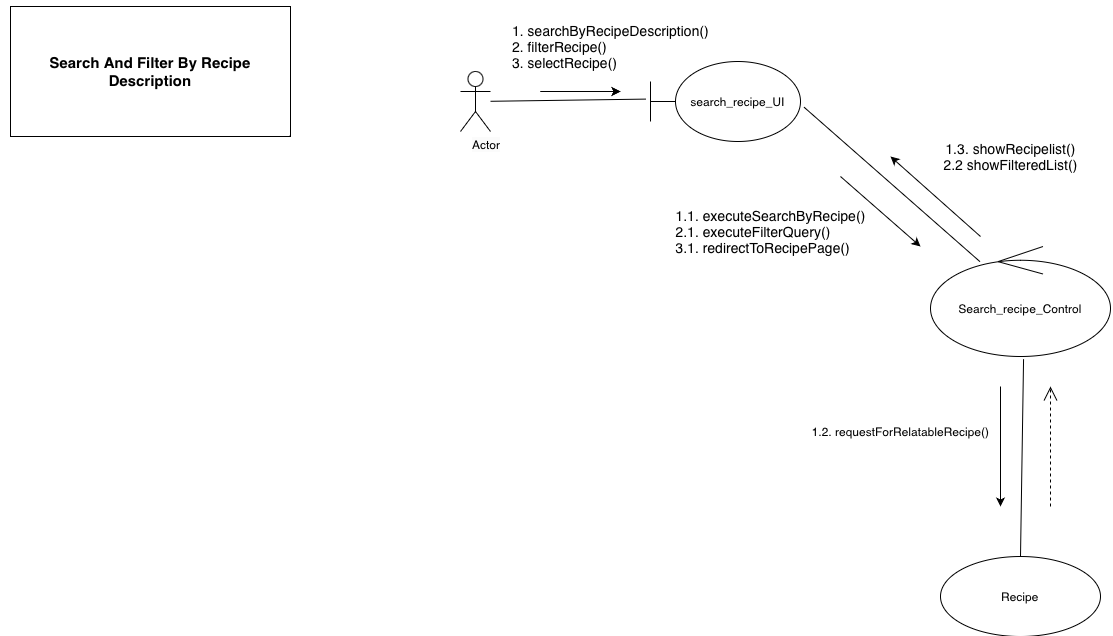 Search And Filter By Recipe
Description
1. searchByRecipeDescription()
2. filterRecipe()
3. selectRecipe()
Actor
search_recipe_UI
1.3. showRecipelist()
2.2 showFilteredList()
1.1. executeSearchByRecipe()
2.1. executeFilterQuery()
3.1. redirectToRecipePage()
Search_recipe_Control
1.2. requestForRelatableRecipe()
Recipe